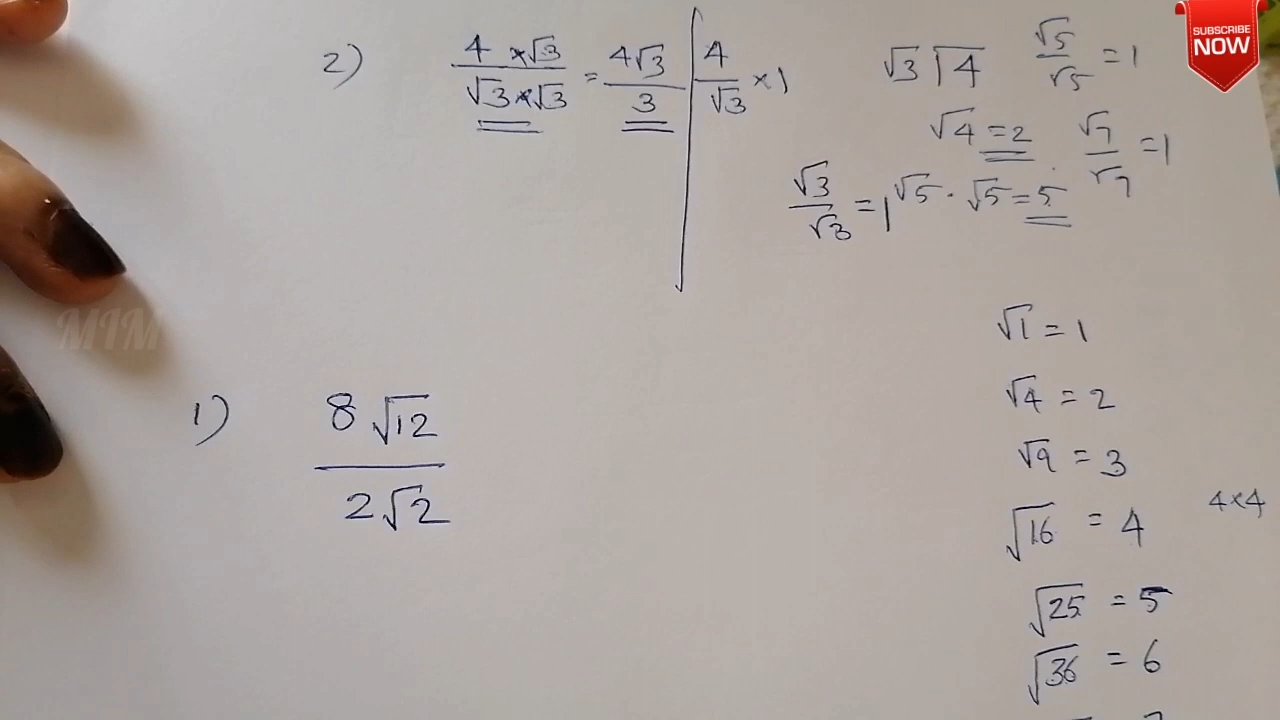 SUBSCRIBE
NOW
2) 4 ×√3 / √3×√3 = 4√3 / 3 | 4 / √3 × 1
√3 √4
√5 / √5 = 1
√4 = 2
√7 / √7 = 1
√3 / √3 = 1
√5 · √5 = 5
MIM
√1 = 1
√4 = 2
√9 = 3
√16 = 4
4×4
√25 = 5
√36 = 6
1) 8√12 / 2√2